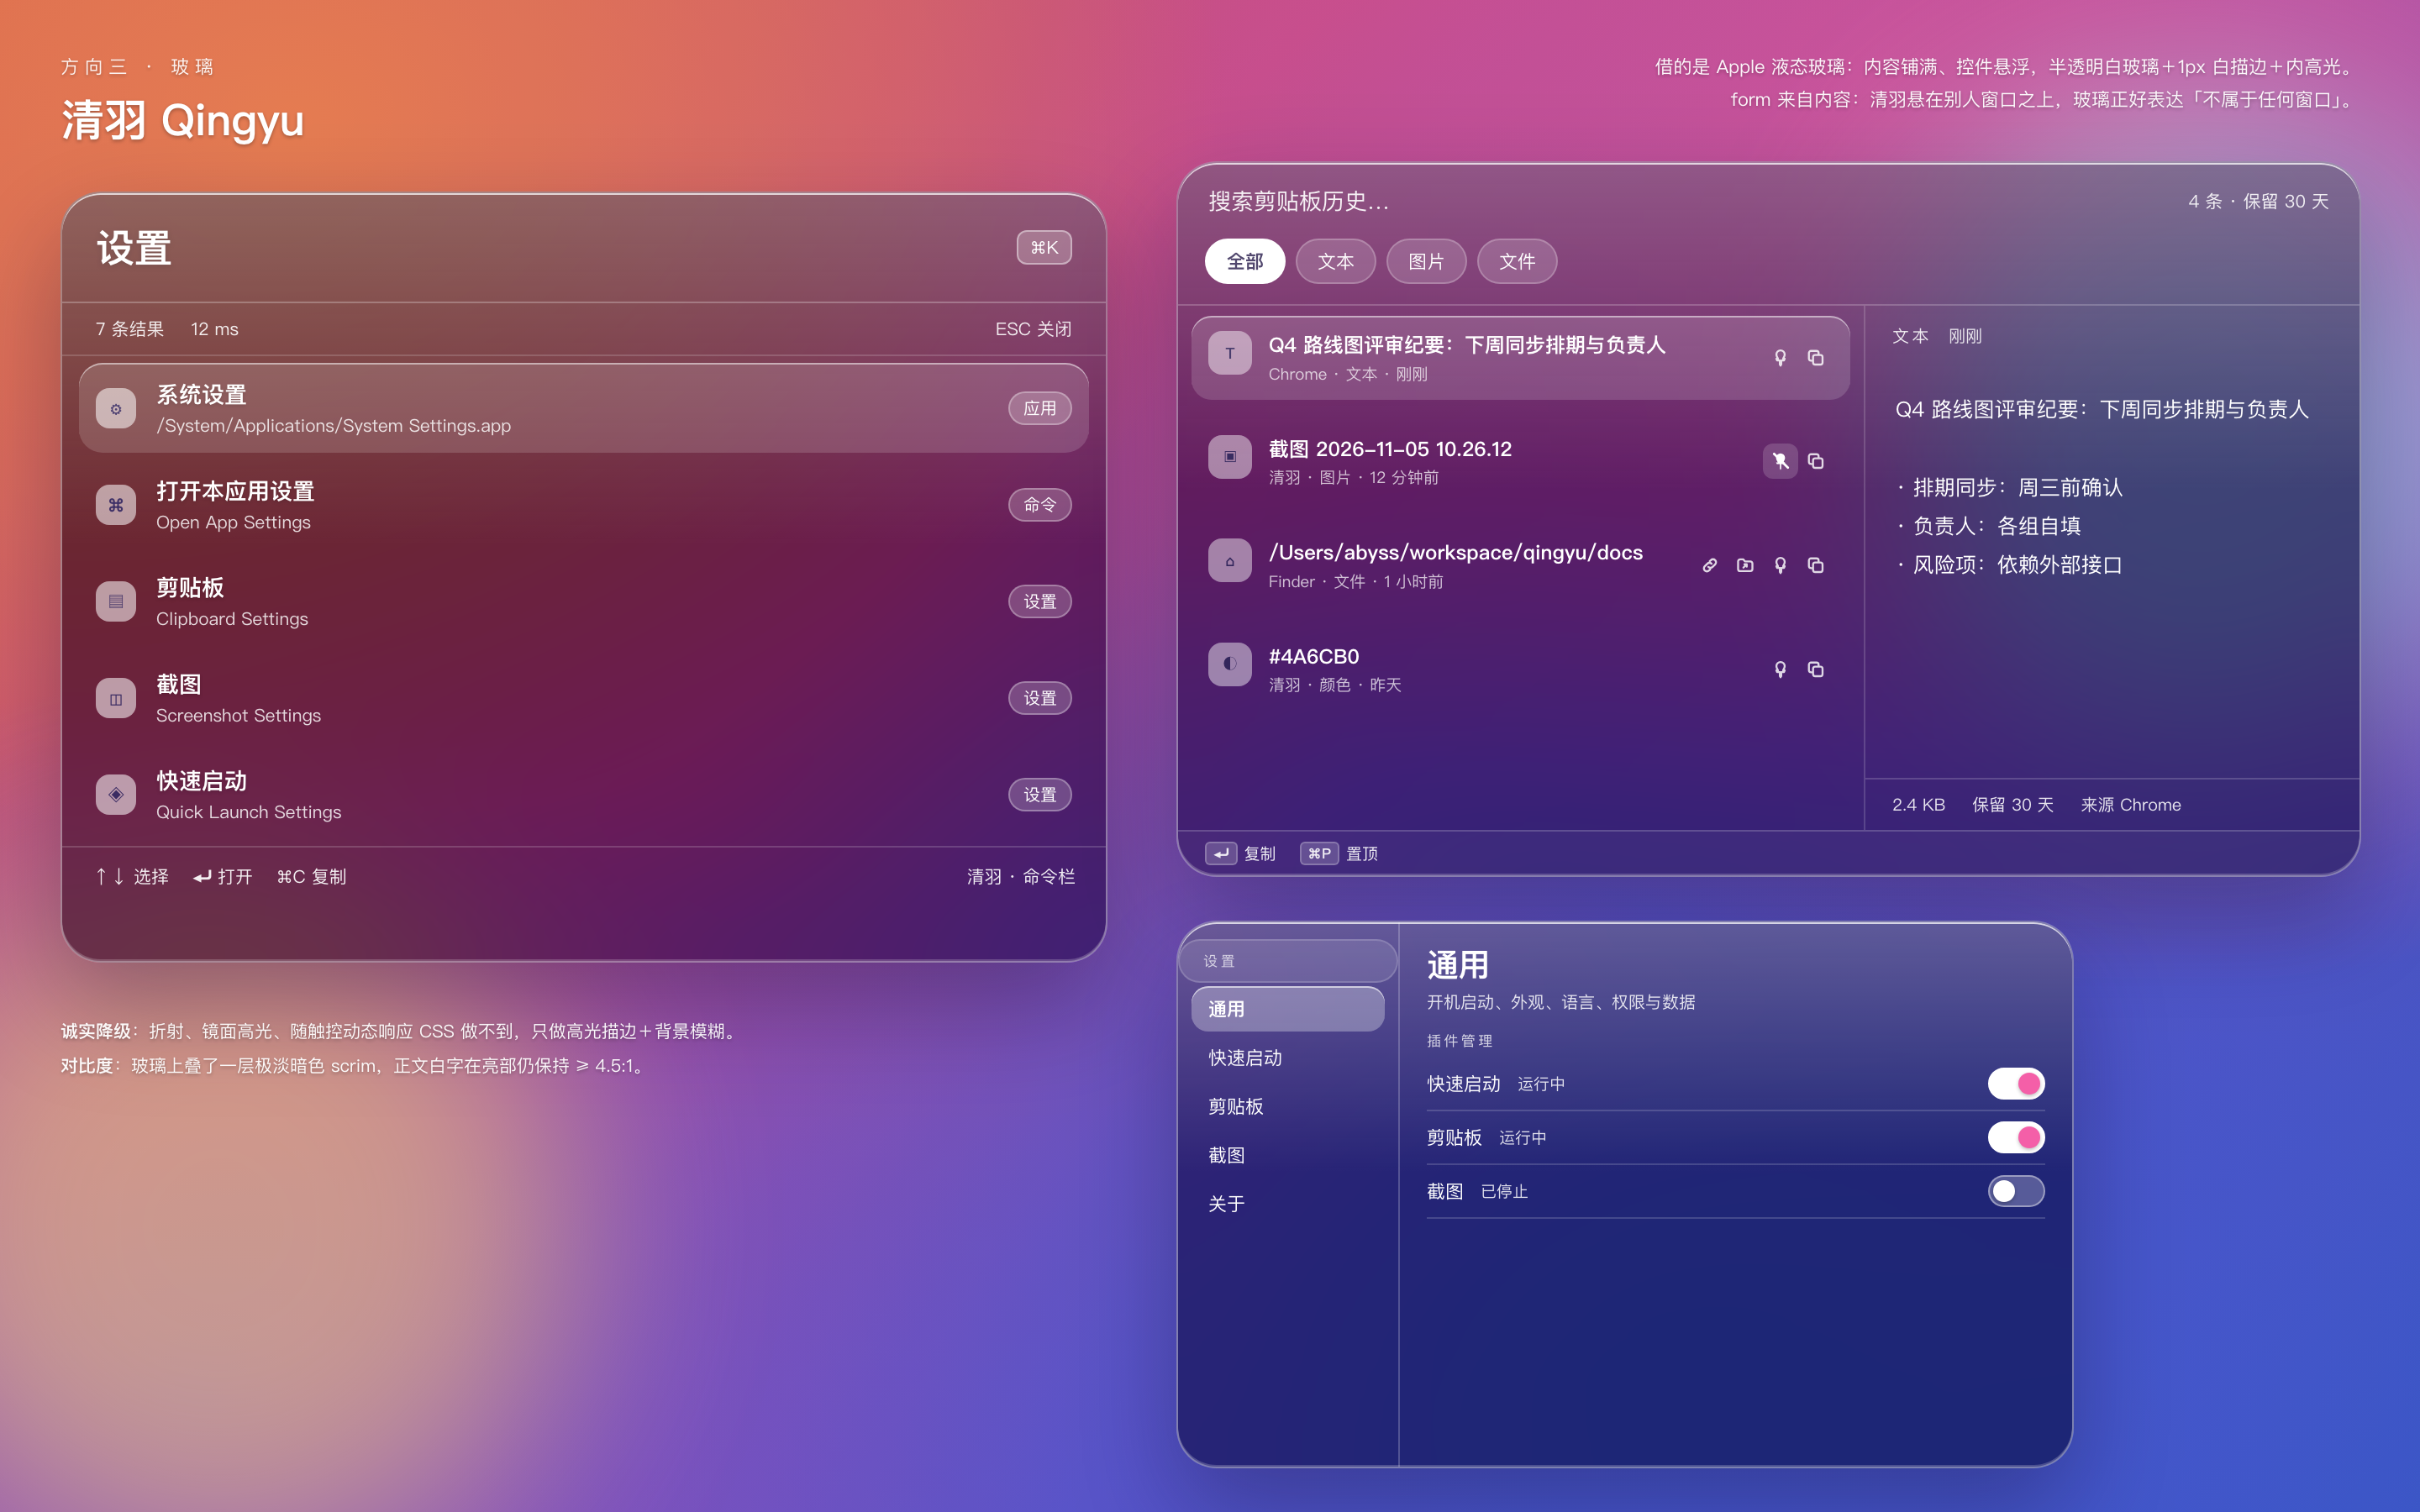 方向三 · 玻璃
清羽 Qingyu
借的是 Apple 液态玻璃：内容铺满、控件悬浮，半透明白玻璃＋1px 白描边＋内高光。
form 来自内容：清羽悬在别人窗口之上，玻璃正好表达「不属于任何窗口」。
设置
⌘K
7 条结果 12 ms
ESC 关闭
系统设置
/System/Applications/System Settings.app
应用
打开本应用设置
Open App Settings
命令
剪贴板
Clipboard Settings
设置
截图
Screenshot Settings
设置
快速启动
Quick Launch Settings
设置
↑↓ 选择 ↵ 打开 ⌘C 复制
清羽 · 命令栏
诚实降级：折射、镜面高光、随触控动态响应 CSS 做不到，只做高光描边＋背景模糊。
对比度：玻璃上叠了一层极淡暗色 scrim，正文白字在亮部仍保持 ≥ 4.5:1。
搜索剪贴板历史…
4 条 · 保留 30 天
全部 文本 图片 文件
T
Q4 路线图评审纪要：下周同步排期与负责人
Chrome · 文本 · 刚刚
截图 2026-11-05 10.26.12
清羽 · 图片 · 12 分钟前
/Users/abyss/workspace/qingyu/docs
Finder · 文件 · 1 小时前
#4A6CB0
清羽 · 颜色 · 昨天
文本 刚刚
Q4 路线图评审纪要：下周同步排期与负责人
· 排期同步：周三前确认
· 负责人：各组自填
· 风险项：依赖外部接口
2.4 KB 保留 30 天 来源 Chrome
↵ 复制 ⌘P 置顶
设置
通用
快速启动
剪贴板
截图
关于
通用
开机启动、外观、语言、权限与数据
插件管理
快速启动 运行中
剪贴板 运行中
截图 已停止